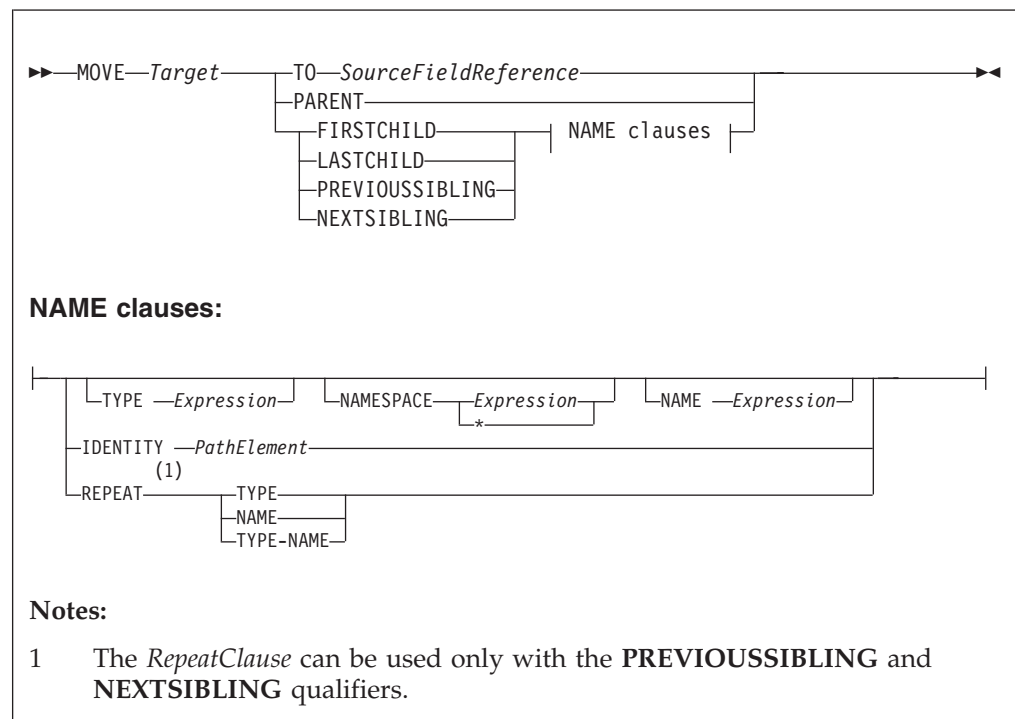 MOVE Target TO SourceFieldReference
PARENT
FIRSTCHILD NAME clauses
LASTCHILD
PREVIOUSSIBLING
NEXTSIBLING
NAME clauses:
TYPE Expression NAMESPACE Expression NAME Expression
*
IDENTITY PathElement
(1)
REPEAT TYPE
NAME
TYPE-NAME
Notes:
1 The RepeatClause can be used only with the PREVIOUSSIBLING and
NEXTSIBLING qualifiers.